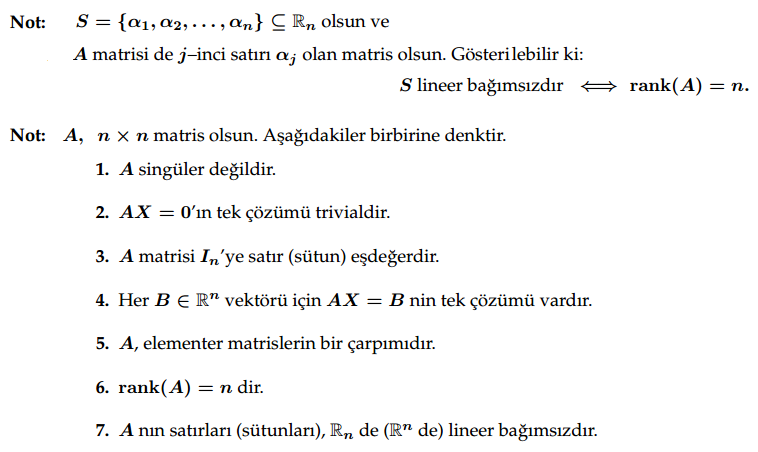 Not: S = {α₁, α₂, . . . , αₙ} ⊆ ℝₙ olsun ve
A matrisi de j–inci satırı αⱼ olan matris olsun. Gösterilebilir ki:
S lineer bağımsızdır ⟺ rank(A) = n.
Not: A, n × n matris olsun. Aşağıdakiler birbirine denktir.
1. A singüler değildir.
2. AX = 0'ın tek çözümü trivialdir.
3. A matrisi Iₙ'ye satır (sütun) eşdeğerdir.
4. Her B ∈ ℝⁿ vektörü için AX = B nin tek çözümü vardır.
5. A, elementer matrislerin bir çarpımıdır.
6. rank(A) = n dir.
7. A nın satırları (sütunları), ℝₙ de (ℝⁿ de) lineer bağımsızdır.